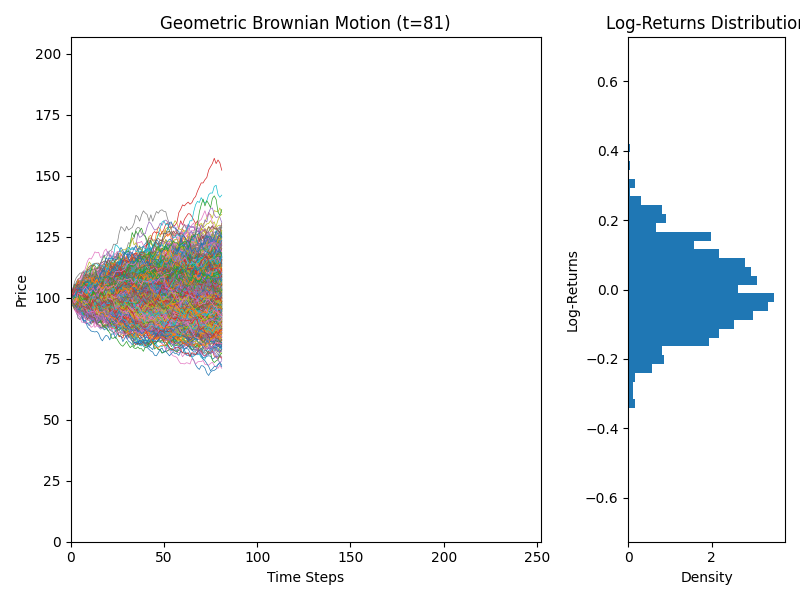 Geometric Brownian Motion (t=81)
Log-Returns Distribution
200
175
150
125
100
75
50
25
0
Price
0 50 100 150 200 250
Time Steps
0.6
0.4
0.2
0.0
−0.2
−0.4
−0.6
Log-Returns
0 2
Density